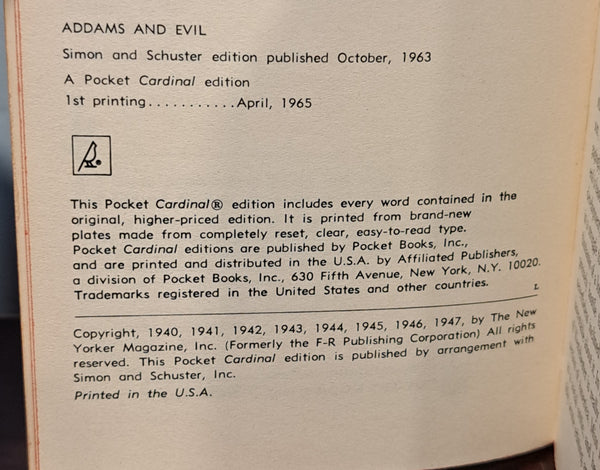 ADDAMS AND EVIL
Simon and Schuster edition published October, 1963
A Pocket Cardinal edition
1st printing...........April, 1965
This Pocket Cardinal® edition includes every word contained in the
original, higher-priced edition. It is printed from brand-new
plates made from completely reset, clear, easy-to-read type.
Pocket Cardinal editions are published by Pocket Books, Inc.,
and are printed and distributed in the U.S.A. by Affiliated Publishers,
a division of Pocket Books, Inc., 630 Fifth Avenue, New York, N.Y. 10020.
Trademarks registered in the United States and other countries.
L
Copyright, 1940, 1941, 1942, 1943, 1944, 1945, 1946, 1947, by The New
Yorker Magazine, Inc. (Formerly the F-R Publishing Corporation) All rights
reserved. This Pocket Cardinal edition is published by arrangement with
Simon and Schuster, Inc.
Printed in the U.S.A.